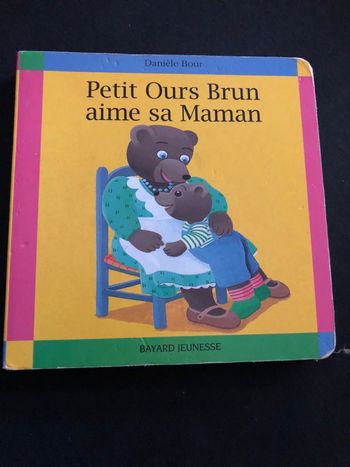 Danièle Bour
Petit Ours Brun
aime sa Maman
BAYARD JEUNESSE